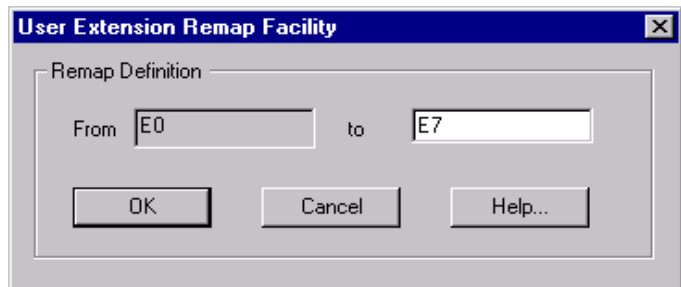 User Extension Remap Facility
Remap Definition
From E0 to E7
OK Cancel Help...